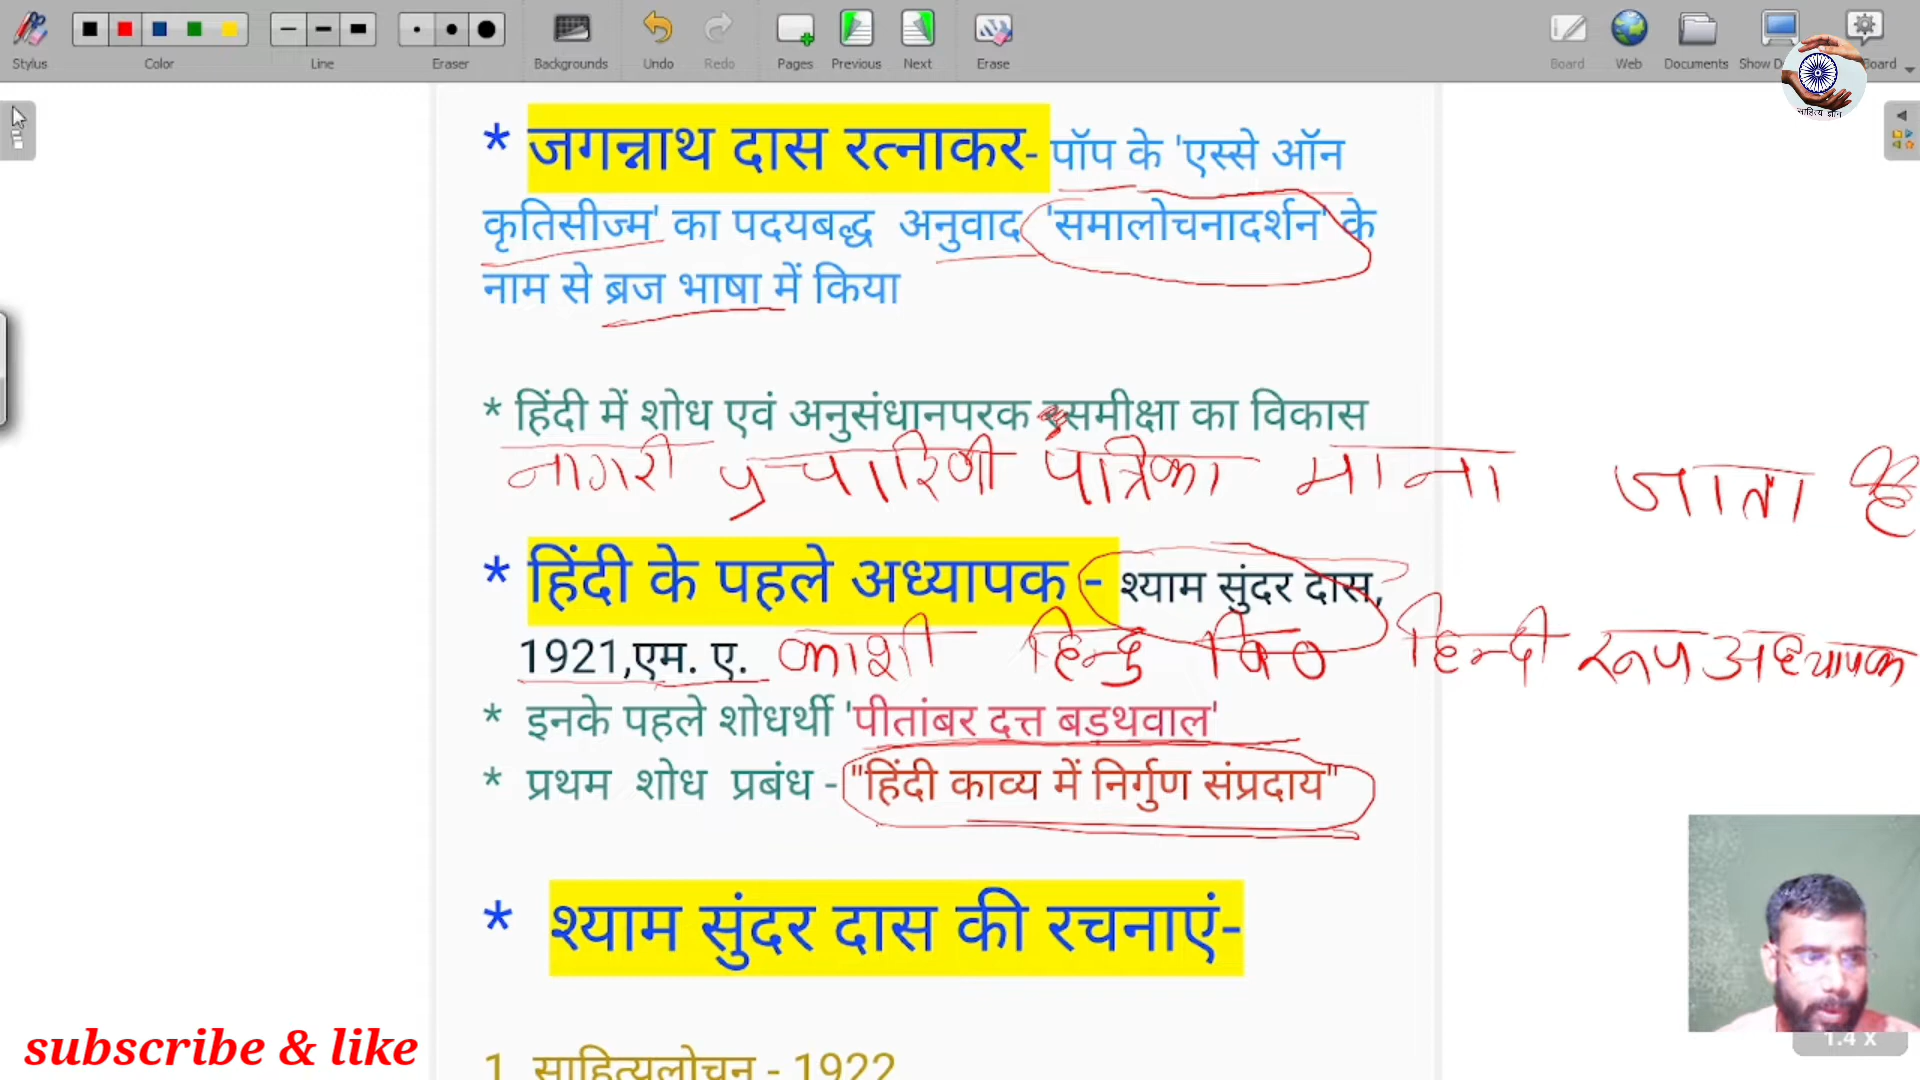 Stylus
Color
Line
Eraser
Backgrounds
Undo
Redo
Pages
Previous
Next
Erase
Board
Web
Documents
Show D
Board
साहित्य ज्ञान
* जगन्नाथ दास रत्नाकर- पॉप के 'एस्से ऑन
कृतिसीज्म' का पदयबद्ध अनुवाद 'समालोचनादर्शन' के
नाम से ब्रज भाषा में किया
* हिंदी में शोध एवं अनुसंधानपरक समीक्षा का विकास
नागरी प्रचारिणी पत्रिका माना जाता है
* हिंदी के पहले अध्यापक - श्याम सुंदर दास,
1921,एम. ए. काशी हिन्दु वि० हिन्दी रूप अध्यापक
* इनके पहले शोधर्थी 'पीतांबर दत्त बड़थवाल'
* प्रथम शोध प्रबंध - "हिंदी काव्य में निर्गुण संप्रदाय"
* श्याम सुंदर दास की रचनाएं-
1. साहित्यलोचन - 1922
subscribe & like
1.4 X